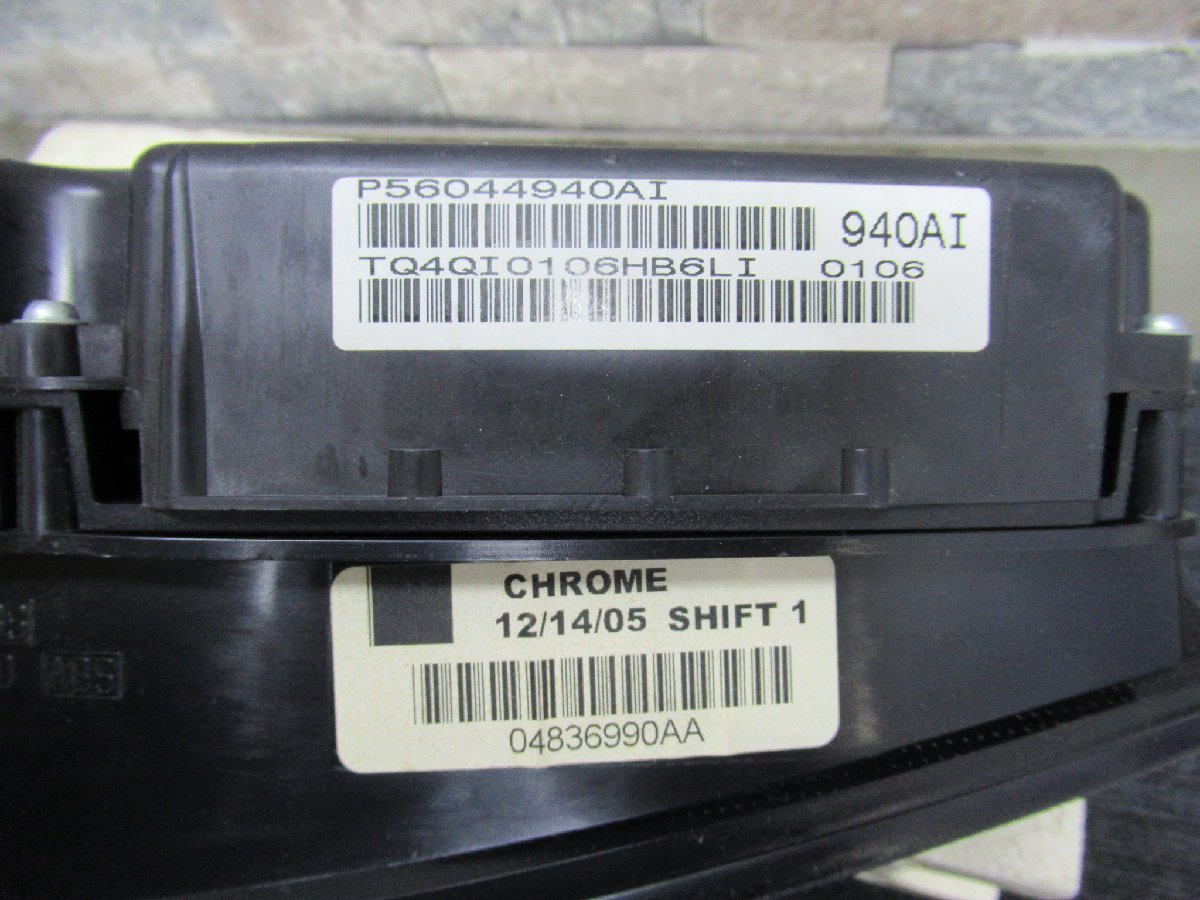 P56044940AI
940AI
TQ4QI0106HB6LI 0106
CHROME
12/14/05 SHIFT 1
04836990AA